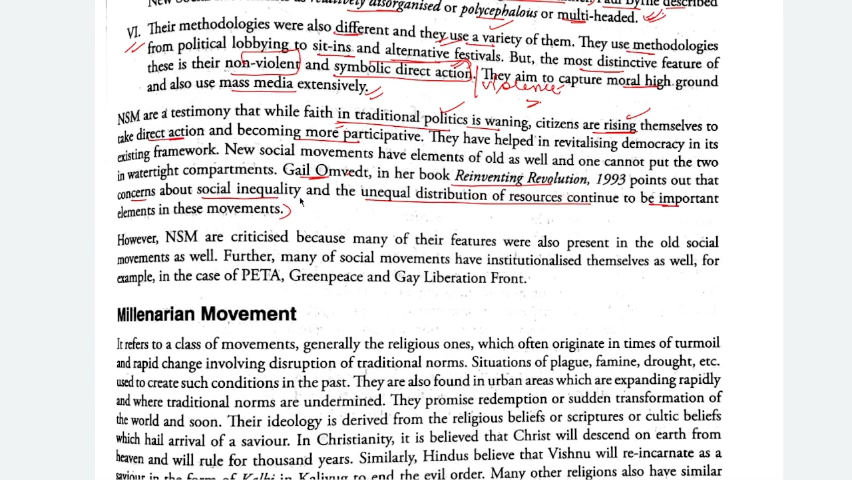 New Social Movements as relatively disorganised or polycephalous or multi-headed.
Paul Byrne described
VI. Their methodologies were also different and they use a variety of them. They use methodologies
from political lobbying to sit-ins and alternative festivals. But, the most distinctive feature of
these is their non-violent and symbolic direct action. They aim to capture moral high ground
violence
and also use mass media extensively.
NSM are a testimony that while faith in traditional politics is waning, citizens are rising themselves to
take direct action and becoming more participative. They have helped in revitalising democracy in its
existing framework. New social movements have elements of old as well and one cannot put the two
in watertight compartments. Gail Omvedt, in her book Reinventing Revolution, 1993 points out that
concerns about social inequality and the unequal distribution of resources continue to be important
elements in these movements.
However, NSM are criticised because many of their features were also present in the old social
movements as well. Further, many of social movements have institutionalised themselves as well, for
example, in the case of PETA, Greenpeace and Gay Liberation Front.
Millenarian Movement
It refers to a class of movements, generally the religious ones, which often originate in times of turmoil
and rapid change involving disruption of traditional norms. Situations of plague, famine, drought, etc.
used to create such conditions in the past. They are also found in urban areas which are expanding rapidly
and where traditional norms are undermined. They promise redemption or sudden transformation of
the world and soon. Their ideology is derived from the religious beliefs or scriptures or cultic beliefs
which hail arrival of a saviour. In Christianity, it is believed that Christ will descend on earth from
heaven and will rule for thousand years. Similarly, Hindus believe that Vishnu will re-incarnate as a
saviour in the form of Kalki in Kaliyug to end the evil order. Many other religions also have similar